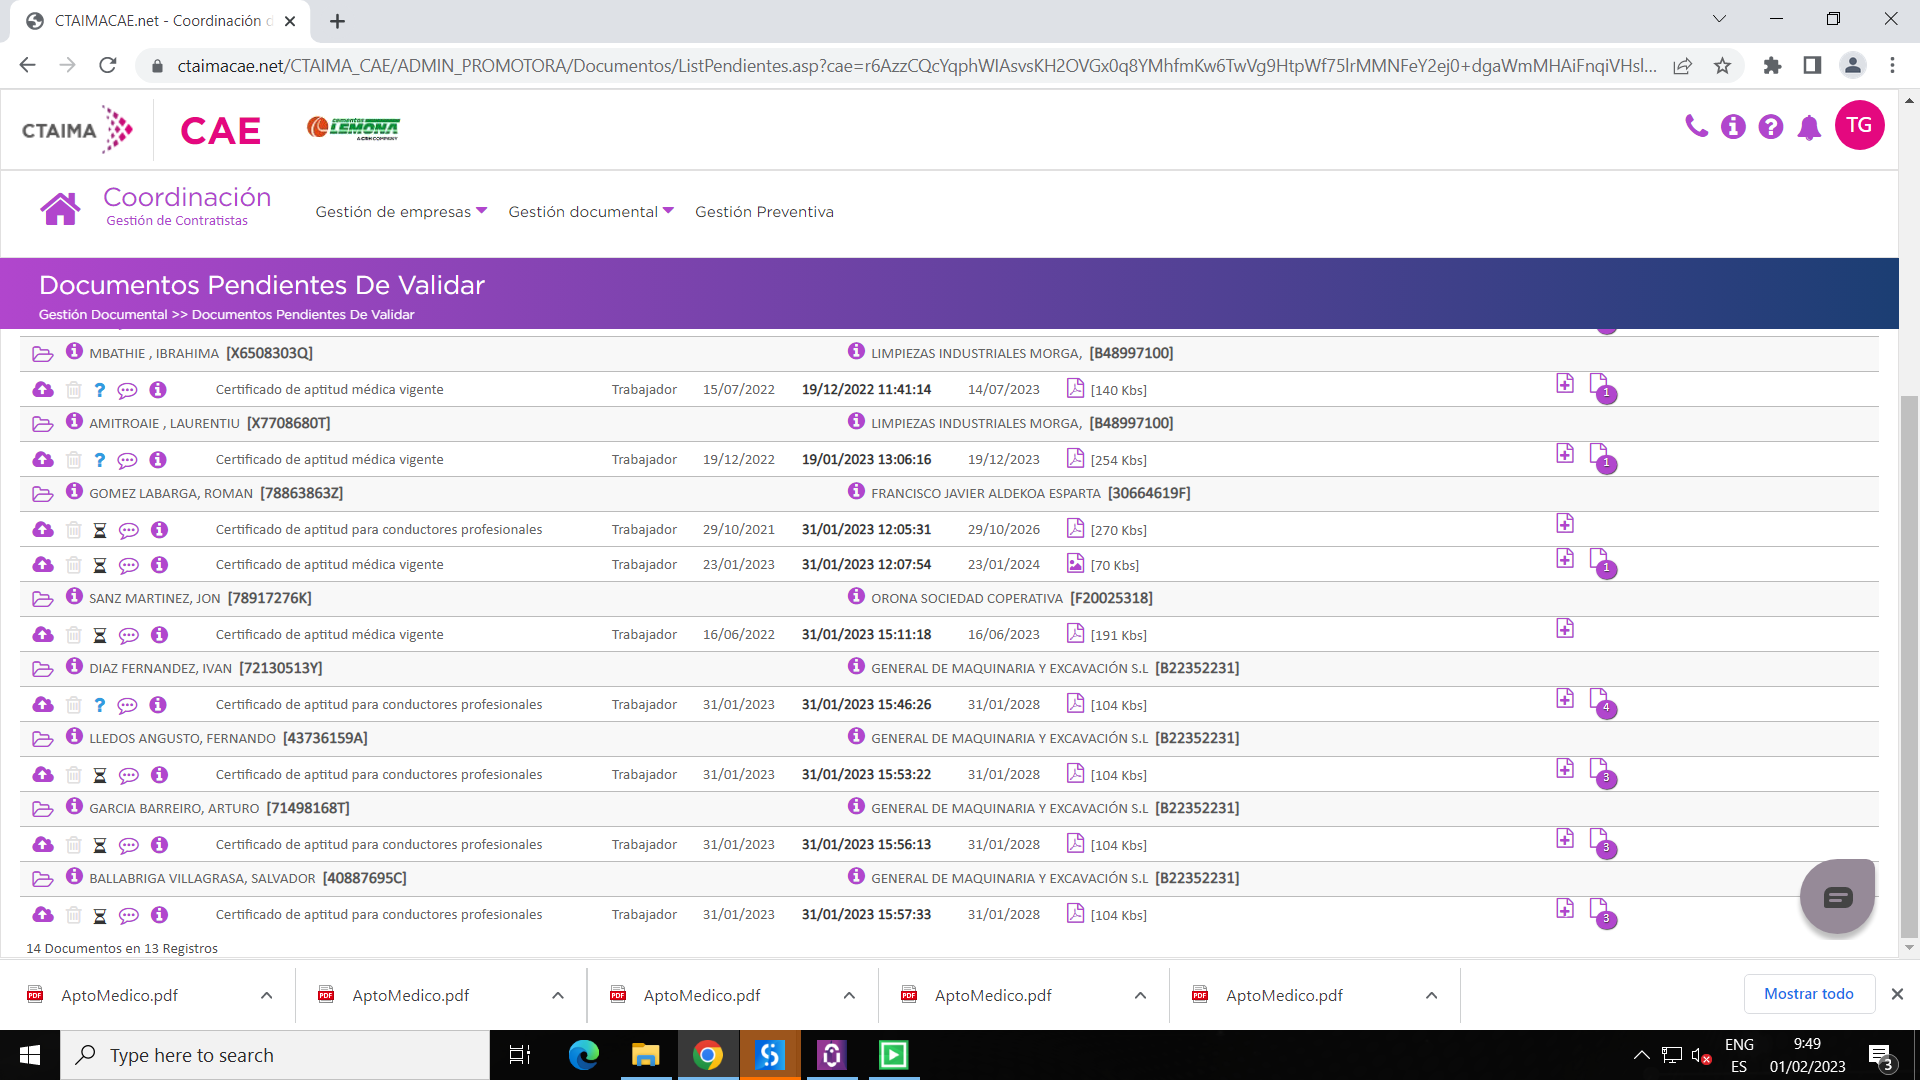 CTAIMACAE.net - Coordinación d
ctaimacae.net/CTAIMA_CAE/ADMIN_PROMOTORA/Documentos/ListPendientes.asp?cae=r6AzzCQcYqphWIAsvsKH2OVGx0q8YMhfmKw6TwVg9HtpWf75lrMMNFeY2ej0+dgaWmMHAiFnqiVHsl...
CTAIMA CAE cementos LEMONA A CRH COMPANY TG
Coordinación
Gestión de Contratistas
Gestión de empresas Gestión documental Gestión Preventiva
Documentos Pendientes De Validar
Gestión Documental >> Documentos Pendientes De Validar
MBATHIE , IBRAHIMA [X6508303Q] LIMPIEZAS INDUSTRIALES MORGA, [B48997100]
? Certificado de aptitud médica vigente Trabajador 15/07/2022 19/12/2022 11:41:14 14/07/2023 [140 Kbs] 1
AMITROAIE , LAURENTIU [X7708680T] LIMPIEZAS INDUSTRIALES MORGA, [B48997100]
? Certificado de aptitud médica vigente Trabajador 19/12/2022 19/01/2023 13:06:16 19/12/2023 [254 Kbs] 1
GOMEZ LABARGA, ROMAN [78863863Z] FRANCISCO JAVIER ALDEKOA ESPARTA [30664619F]
Certificado de aptitud para conductores profesionales Trabajador 29/10/2021 31/01/2023 12:05:31 29/10/2026 [270 Kbs]
Certificado de aptitud médica vigente Trabajador 23/01/2023 31/01/2023 12:07:54 23/01/2024 [70 Kbs] 1
SANZ MARTINEZ, JON [78917276K] ORONA SOCIEDAD COPERATIVA [F20025318]
Certificado de aptitud médica vigente Trabajador 16/06/2022 31/01/2023 15:11:18 16/06/2023 [191 Kbs]
DIAZ FERNANDEZ, IVAN [72130513Y] GENERAL DE MAQUINARIA Y EXCAVACIÓN S.L [B22352231]
? Certificado de aptitud para conductores profesionales Trabajador 31/01/2023 31/01/2023 15:46:26 31/01/2028 [104 Kbs] 4
LLEDOS ANGUSTO, FERNANDO [43736159A] GENERAL DE MAQUINARIA Y EXCAVACIÓN S.L [B22352231]
Certificado de aptitud para conductores profesionales Trabajador 31/01/2023 31/01/2023 15:53:22 31/01/2028 [104 Kbs] 3
GARCIA BARREIRO, ARTURO [71498168T] GENERAL DE MAQUINARIA Y EXCAVACIÓN S.L [B22352231]
Certificado de aptitud para conductores profesionales Trabajador 31/01/2023 31/01/2023 15:56:13 31/01/2028 [104 Kbs] 3
BALLABRIGA VILLAGRASA, SALVADOR [40887695C] GENERAL DE MAQUINARIA Y EXCAVACIÓN S.L [B22352231]
Certificado de aptitud para conductores profesionales Trabajador 31/01/2023 31/01/2023 15:57:33 31/01/2028 [104 Kbs] 3
14 Documentos en 13 Registros
AptoMedico.pdf AptoMedico.pdf AptoMedico.pdf AptoMedico.pdf AptoMedico.pdf Mostrar todo
Type here to search
ENG 9:49
ES 01/02/2023 3